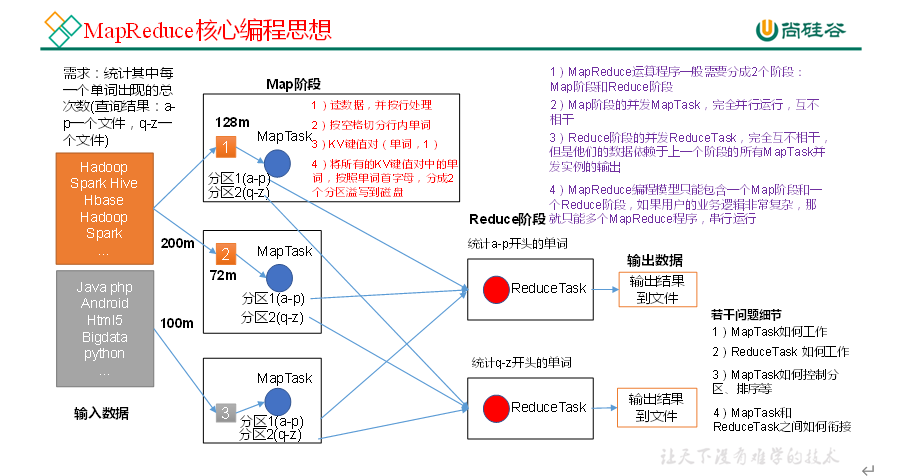 MapReduce核心编程思想
尚硅谷
需求：统计其中每
一个单词出现的总
次数(查询结果：a-
p一个文件，q-z一
个文件)
Hadoop
Spark Hive
Hbase
Hadoop
Spark
…
Java php
Android
Html5
Bigdata
python
…
输入数据
200m
100m
Map阶段
128m
1
MapTask
分区1(a-p)
分区2(q-z)
1）读数据，并按行处理
2）按空格切分行内单词
3）KV键值对（单词，1）
4）将所有的KV键值对中的单
词，按照单词首字母，分成2
个分区溢写到磁盘
2
72m
MapTask
分区1(a-p)
分区2(q-z)
3
MapTask
分区1(a-p)
分区2(q-z)
1）MapReduce运算程序一般需要分成2个阶段：
Map阶段和Reduce阶段
2）Map阶段的并发MapTask，完全并行运行，互不
相干
3）Reduce阶段的并发ReduceTask，完全互不相干，
但是他们的数据依赖于上一个阶段的所有MapTask并
发实例的输出
4）MapReduce编程模型只能包含一个Map阶段和一
个Reduce阶段，如果用户的业务逻辑非常复杂，那
就只能多个MapReduce程序，串行运行
Reduce阶段
统计a-p开头的单词
ReduceTask
输出数据
输出结果
到文件
统计q-z开头的单词
ReduceTask
输出结果
到文件
若干问题细节
1）MapTask如何工作
2）ReduceTask 如何工作
3）MapTask如何控制分
区、排序等
4）MapTask和
ReduceTask之间如何衔接
让天下没有难学的技术